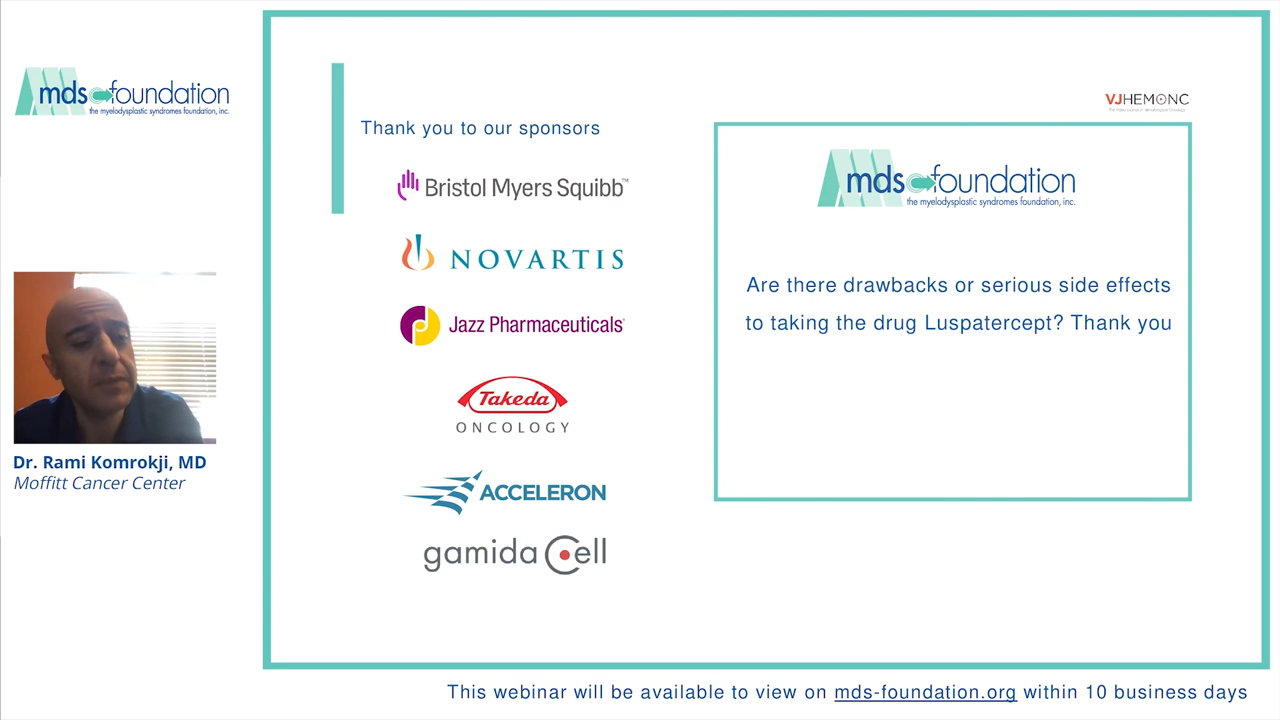 mds foundation
the myelodysplastic syndromes foundation, inc.
Dr. Rami Komrokji, MD
Moffitt Cancer Center
Thank you to our sponsors
Bristol Myers Squibb™
NOVARTIS
Jazz Pharmaceuticals
Takeda
ONCOLOGY
ACCELERON
gamida Cell
VJHEMONC
mds foundation
the myelodysplastic syndromes foundation, inc.
Are there drawbacks or serious side effects
to taking the drug Luspatercept? Thank you
This webinar will be available to view on mds-foundation.org within 10 business days